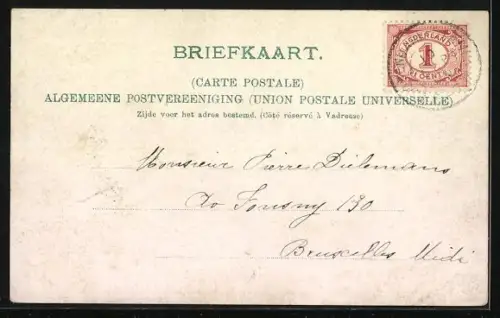 BRIEFKAART.
(CARTE POSTALE)
ALGEMEENE POSTVEREENIGING (UNION POSTALE UNIVERSELLE)
Zijde voor het adres bestemd. (Côté réservé à l'adresse)
NEDERLAND
1
CENT
Monsieur Pierre Dielemans
130
Bruxelles Midi